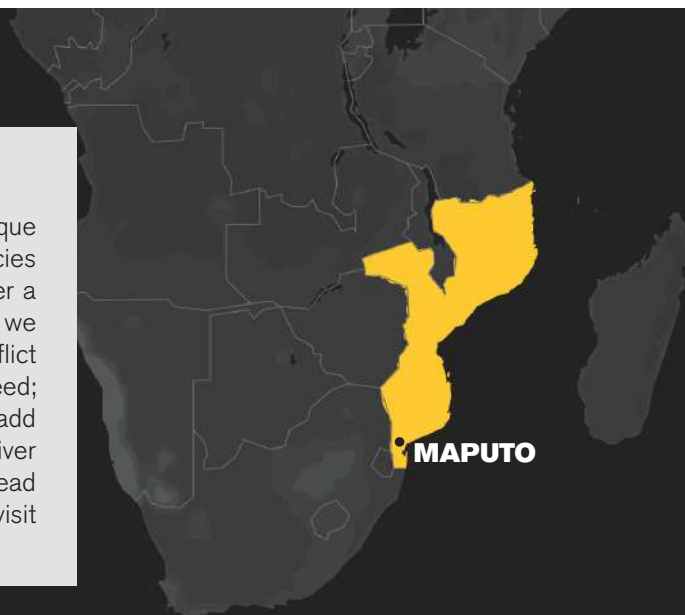 que
cies
er a
we
flict
eed;
add
iver
ead
visit
MAPUTO